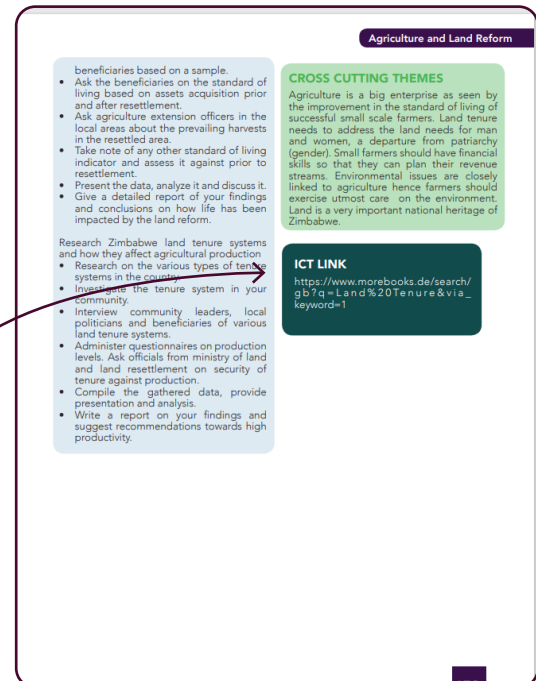 Agriculture and Land Reform
beneficiaries based on a sample.
• Ask the beneficiaries on the standard of
living based on assets acquisition prior
and after resettlement.
• Ask agriculture extension officers in the
local areas about the prevailing harvests
in the resettled area.
• Take note of any other standard of living
indicator and assess it against prior to
resettlement.
• Present the data, analyze it and discuss it.
• Give a detailed report of your findings
and conclusions on how life has been
impacted by the land reform.
Research Zimbabwe land tenure systems
and how they affect agricultural production
• Research on the various types of tenure
systems in the country.
• Investigate the tenure system in your
community.
• Interview community leaders, local
politicians and beneficiaries of various
land tenure systems.
• Administer questionnaires on production
levels. Ask officials from ministry of land
and land resettlement on security of
tenure against production.
• Compile the gathered data, provide
presentation and analysis.
• Write a report on your findings and
suggest recommendations towards high
productivity.
CROSS CUTTING THEMES
Agriculture is a big enterprise as seen by
the improvement in the standard of living of
successful small scale farmers. Land tenure
needs to address the land needs for man
and women, a departure from patriarchy
(gender). Small farmers should have financial
skills so that they can plan their revenue
streams. Environmental issues are closely
linked to agriculture hence farmers should
exercise utmost care on the environment.
Land is a very important national heritage of
Zimbabwe.
ICT LINK
https://www.morebooks.de/search/
gb?q=Land%20Tenure&via_
keyword=1